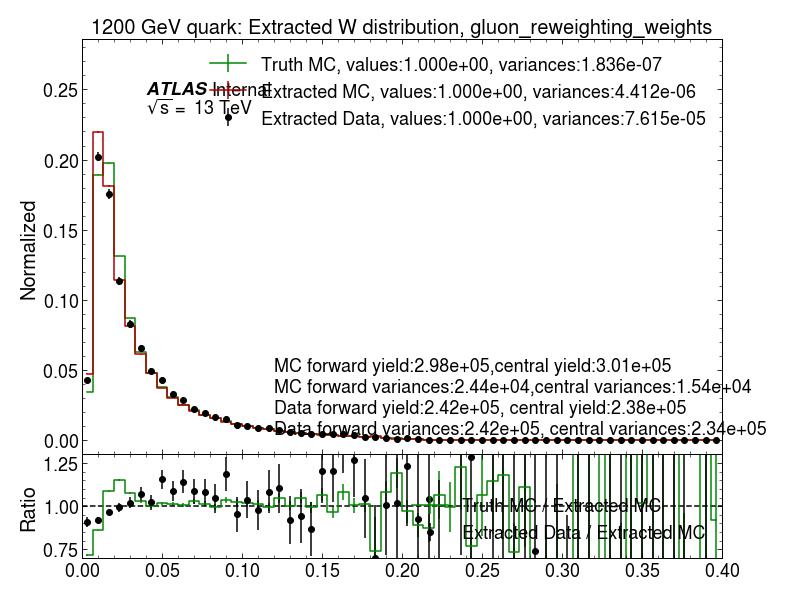 1200 GeV quark: Extracted W distribution, gluon_reweighting_weights
Truth MC, values:1.000e+00, variances:1.836e-07
ATLAS Internal
Extracted MC, values:1.000e+00, variances:4.412e-06
√s = 13 TeV
Extracted Data, values:1.000e+00, variances:7.615e-05
Normalized
0.25
0.20
0.15
0.10
0.05
0.00
MC forward yield:2.98e+05,central yield:3.01e+05
MC forward variances:2.44e+04,central variances:1.54e+04
Data forward yield:2.42e+05, central yield:2.38e+05
Data forward variances:2.42e+05, central variances:2.34e+05
Ratio
1.25
1.00
0.75
Truth MC / Extracted MC
Extracted Data / Extracted MC
0.00 0.05 0.10 0.15 0.20 0.25 0.30 0.35 0.40